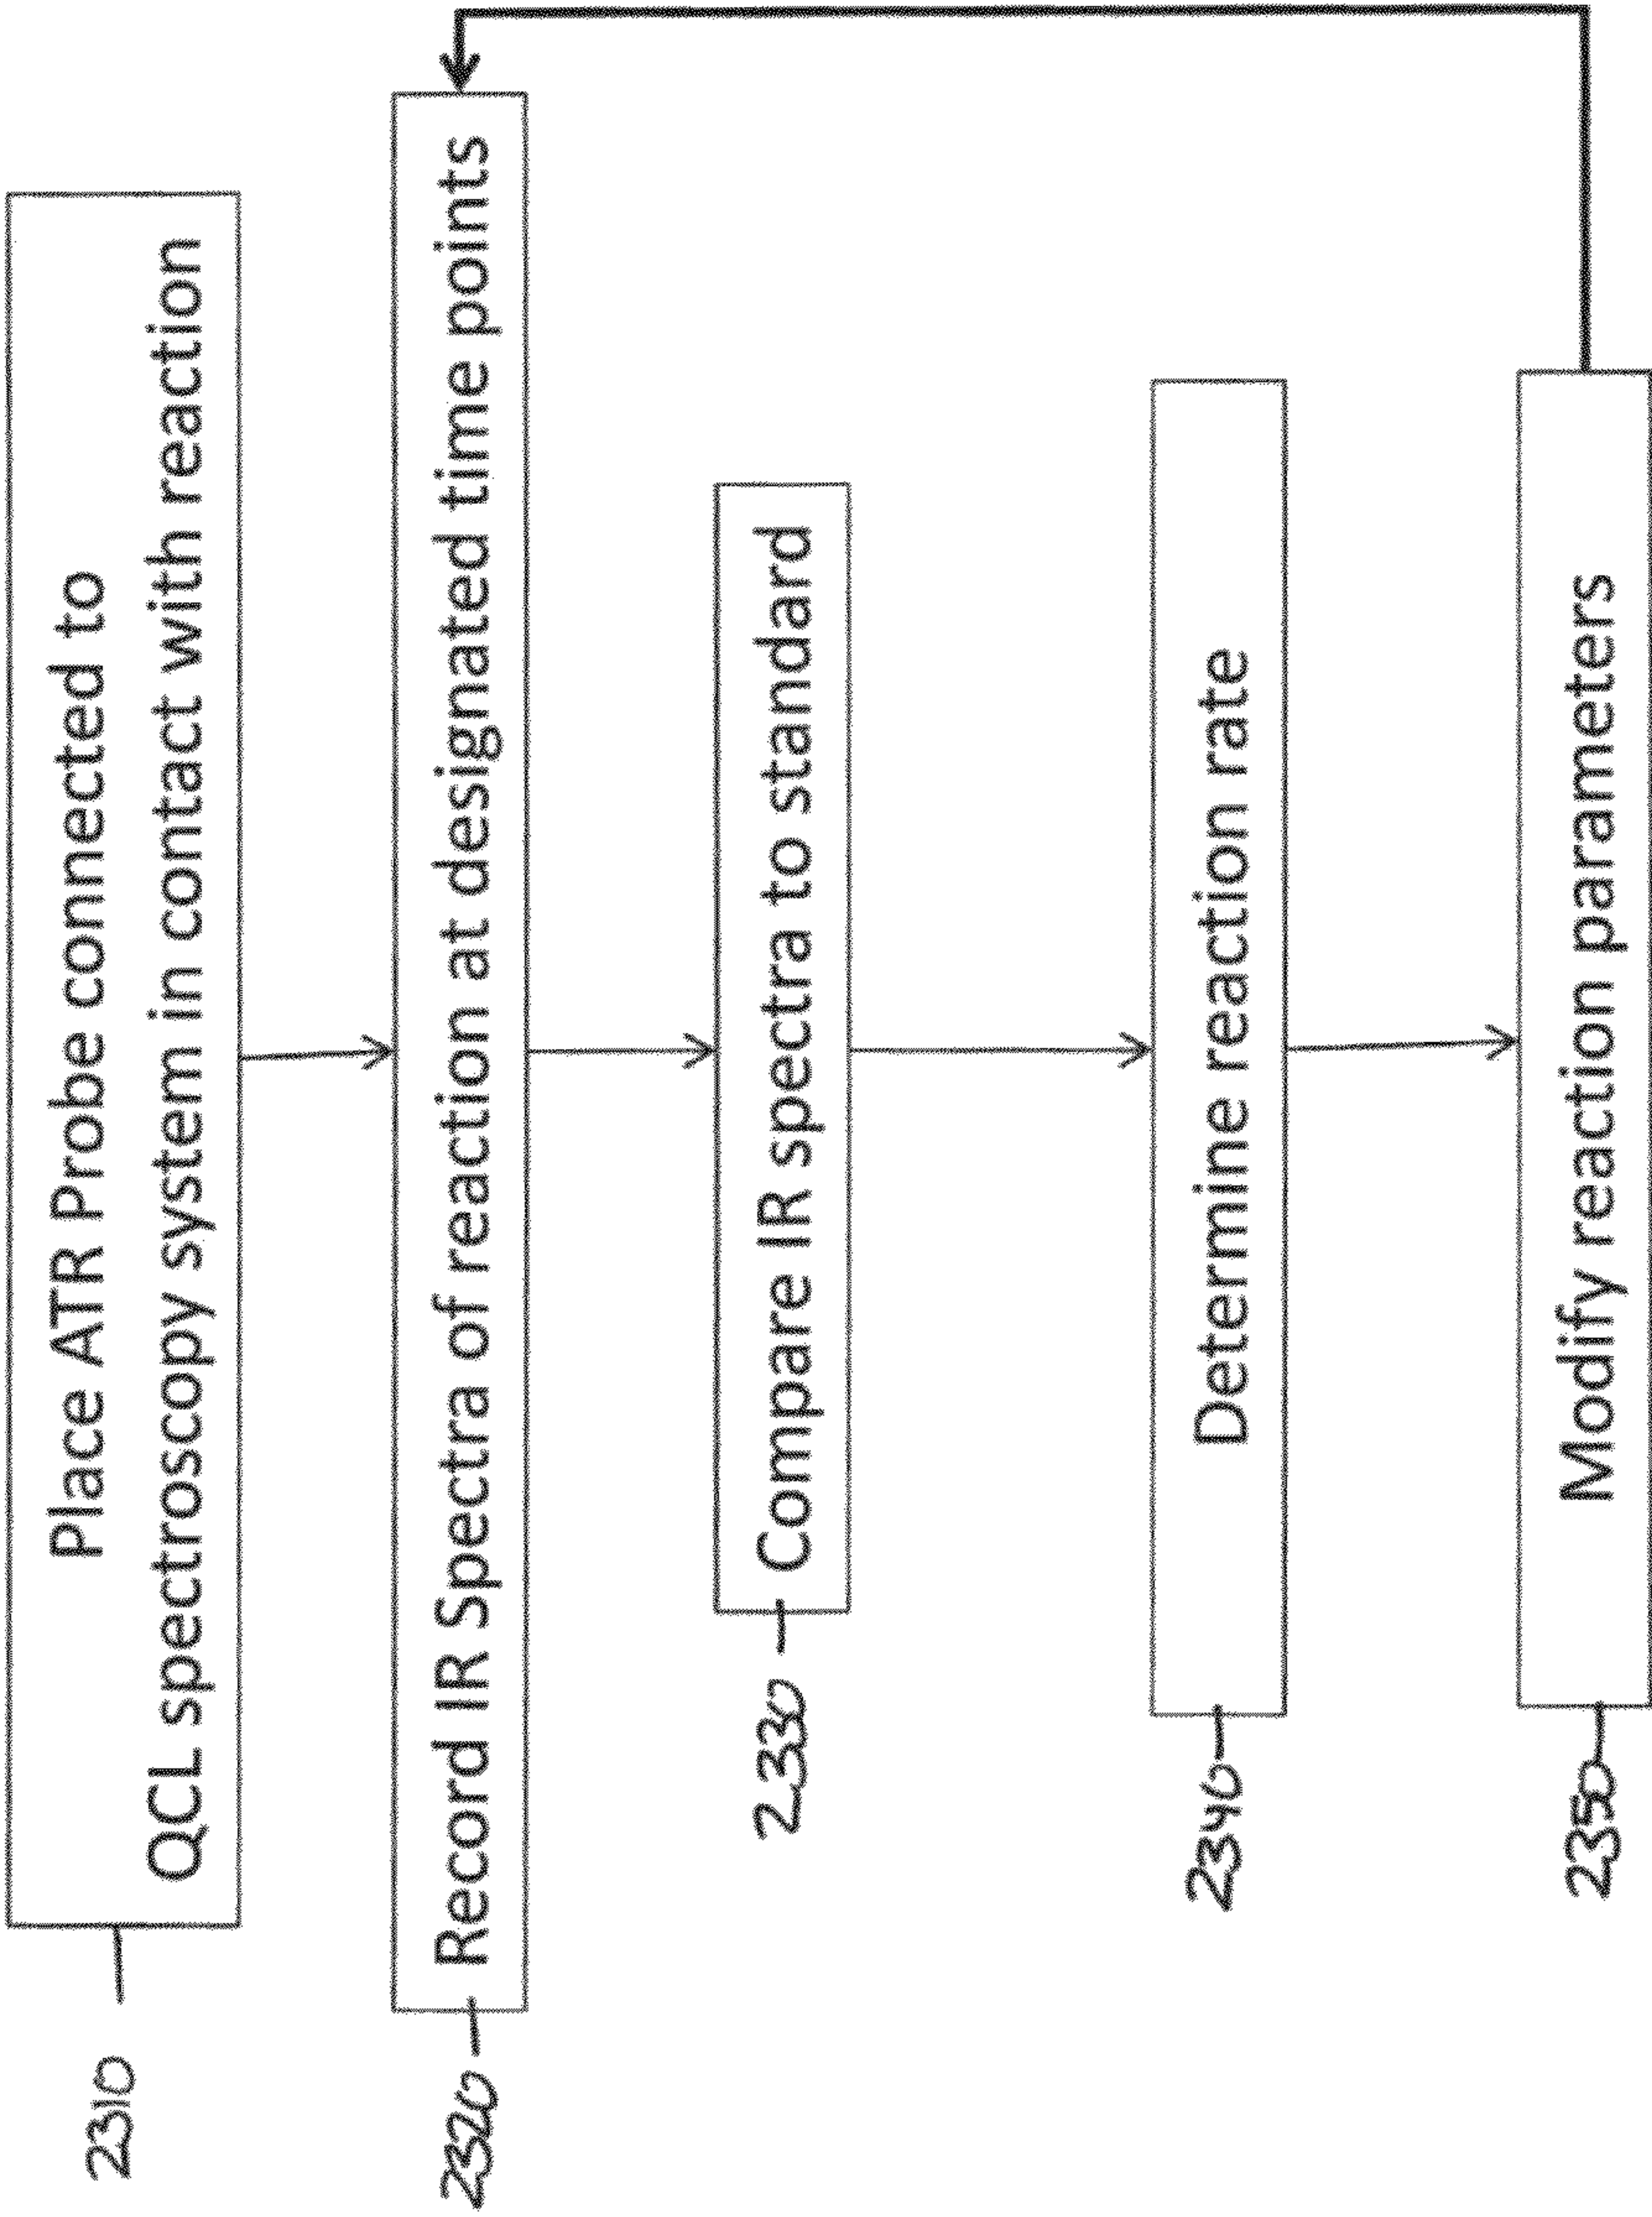 2310
Place ATR Probe connected to
QCL spectroscopy system in contact with reaction
2320
Record IR Spectra of reaction at designated time points
2330
Compare IR spectra to standard
2340
Determine reaction rate
2350
Modify reaction parameters